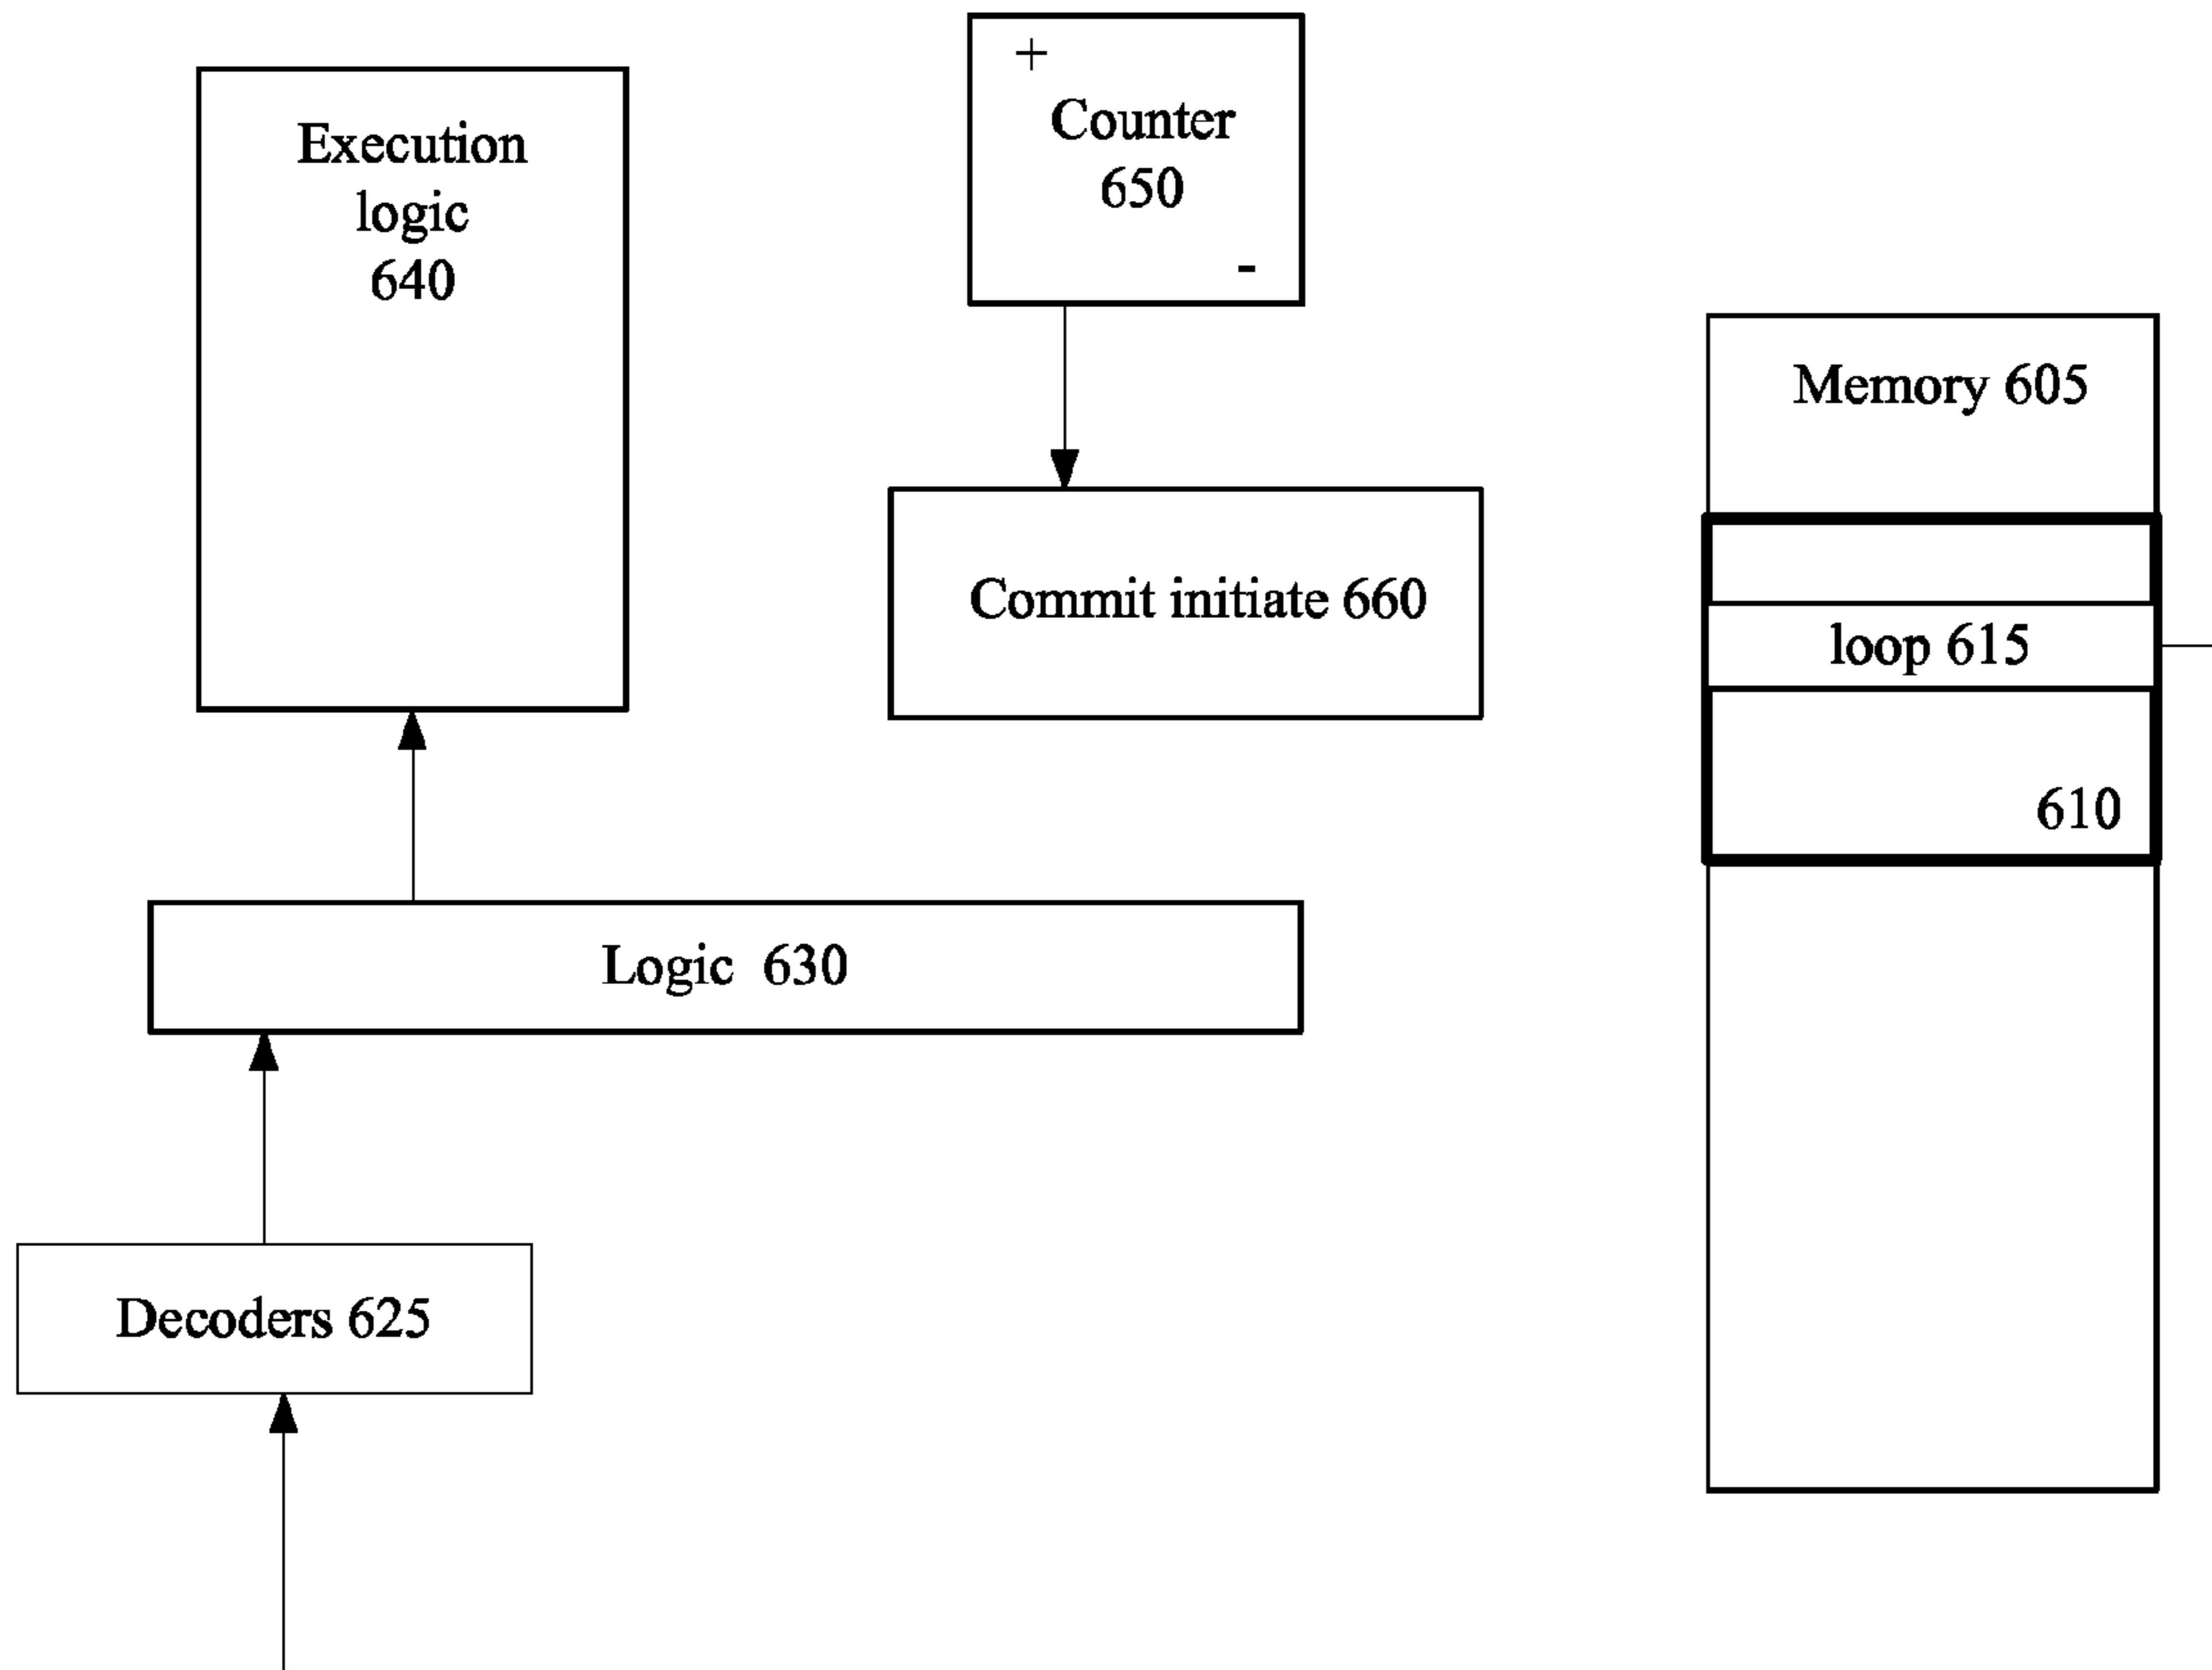 +
Counter
650
-
Execution
logic
640
Memory 605
Commit initiate 660
loop 615
610
Logic 630
Decoders 625